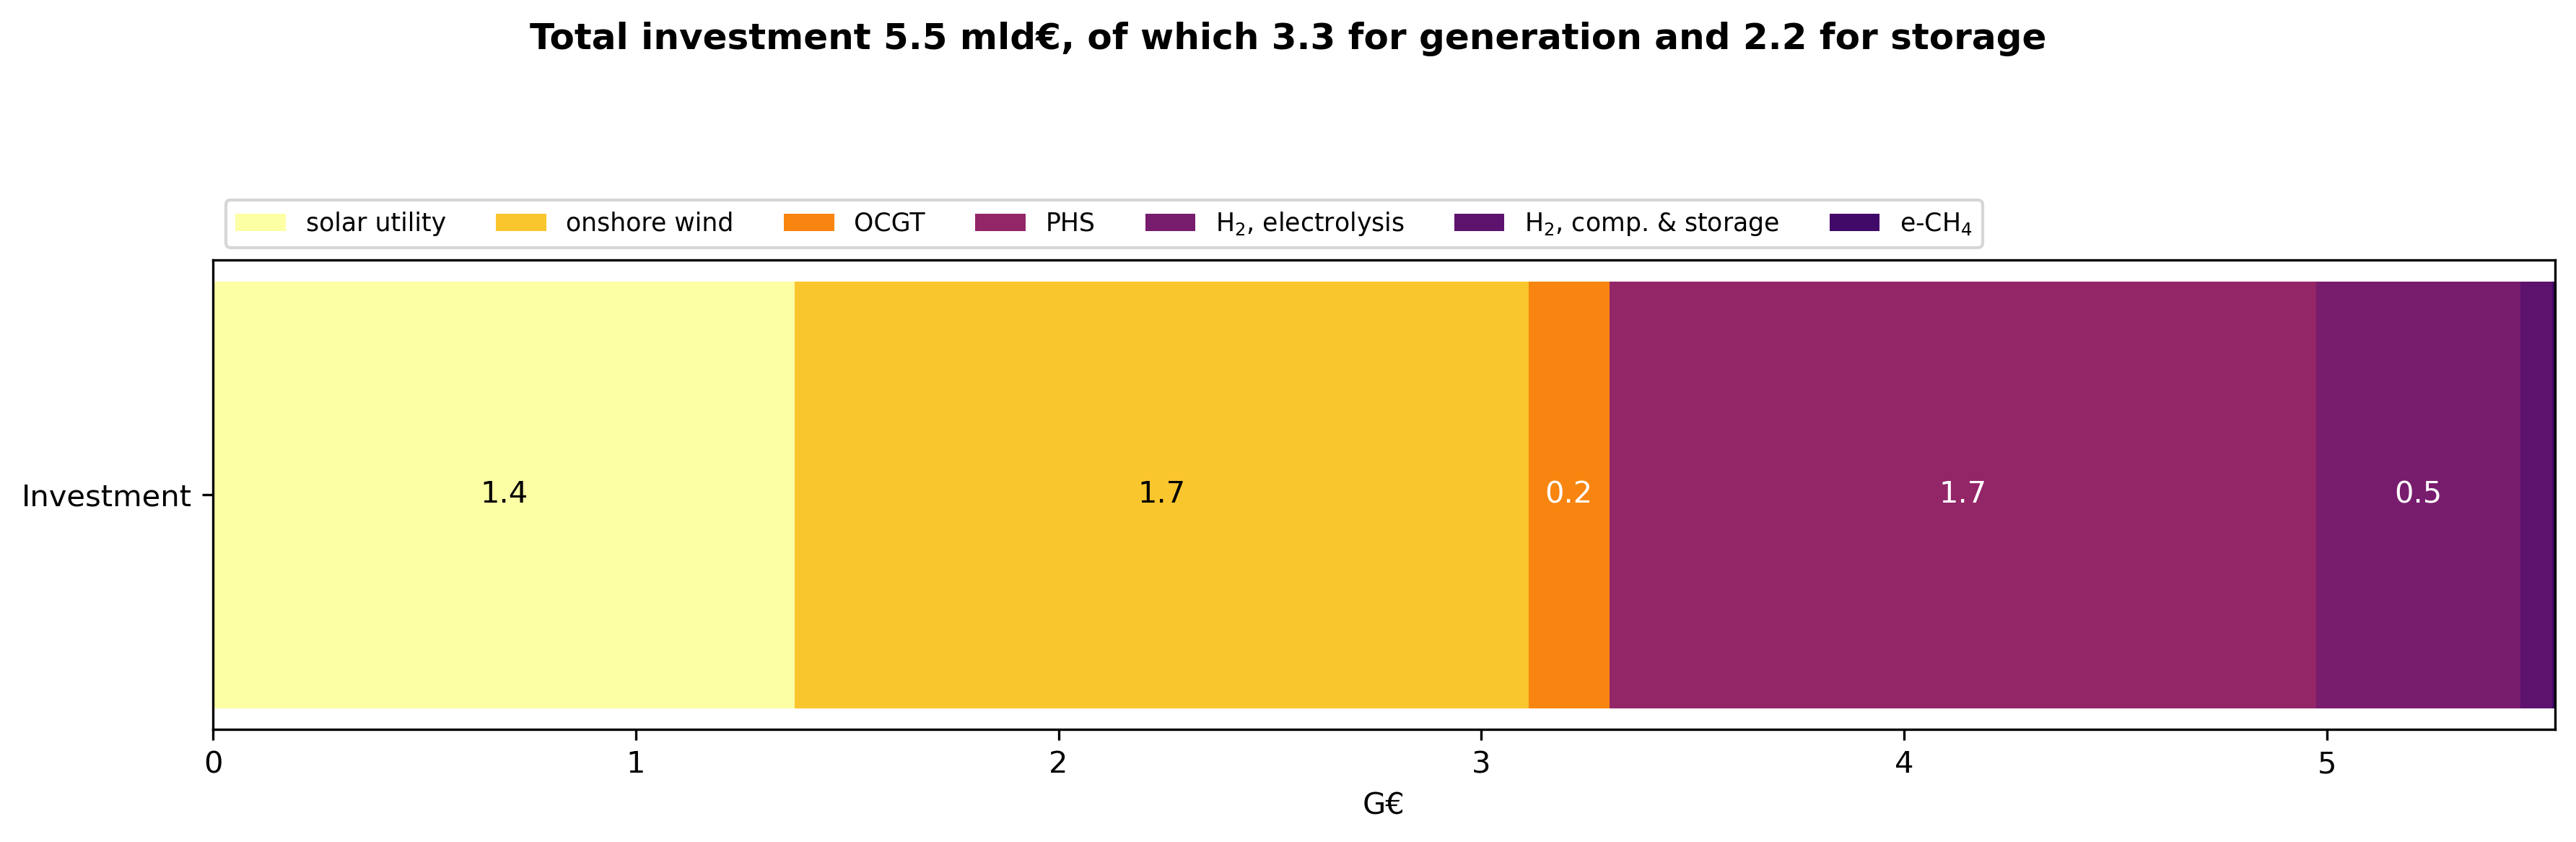 Total investment 5.5 mld€, of which 3.3 for generation and 2.2 for storage
solar utility onshore wind OCGT PHS H₂, electrolysis H₂, comp. & storage e-CH₄
Investment 1.4 1.7 0.2 1.7 0.5
0 1 2 3 4 5
G€